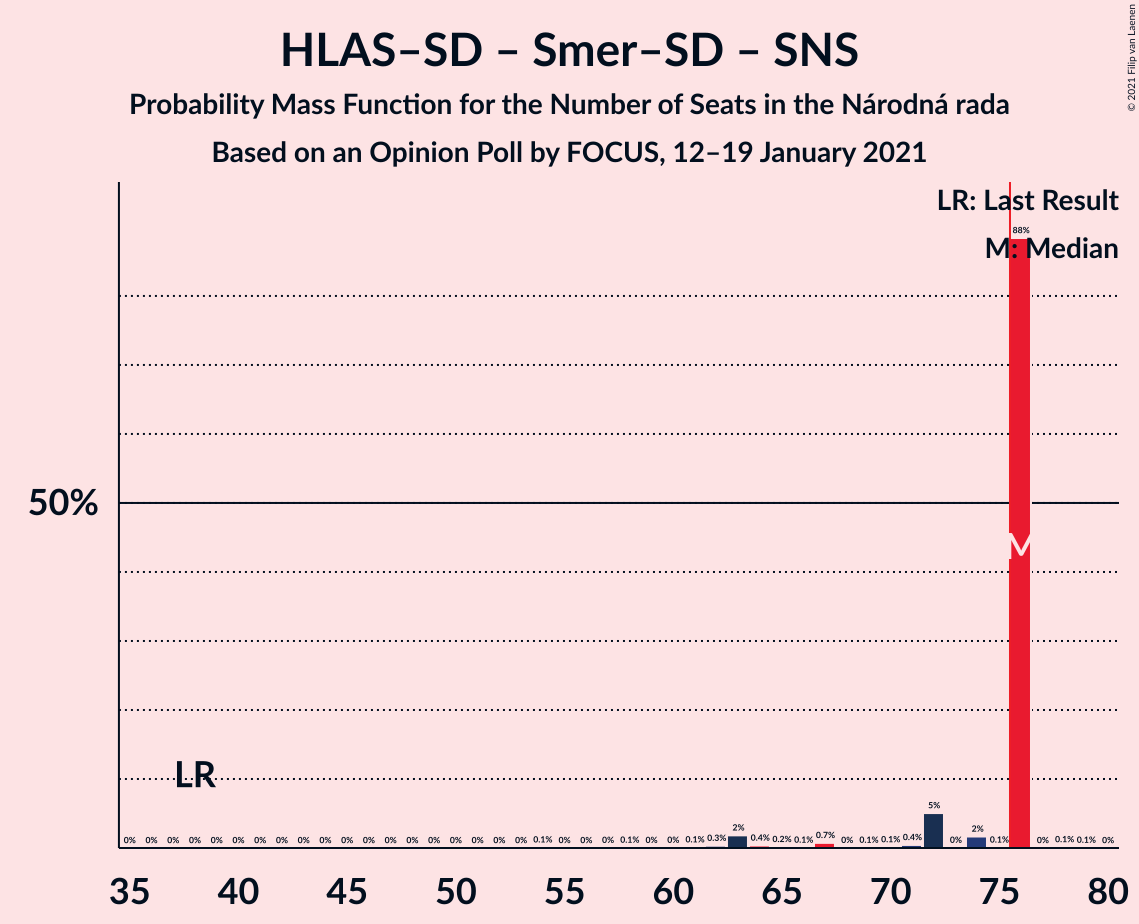 HLAS–SD – Smer–SD – SNS
Probability Mass Function for the Number of Seats in the Národná rada
Based on an Opinion Poll by FOCUS, 12–19 January 2021
© 2021 Filip van Laenen
LR: Last Result
M: Median
88%
50%
M
LR
0% 0% 0% 0% 0% 0% 0% 0% 0% 0% 0% 0% 0% 0% 0% 0% 0% 0% 0% 0.1% 0% 0% 0% 0.1% 0% 0% 0.1% 0.3% 2% 0.4% 0.2% 0.1% 0.7% 0% 0.1% 0.1% 0.4% 5% 0% 2% 0.1% 0% 0.1% 0.1% 0%
35 40 45 50 55 60 65 70 75 80